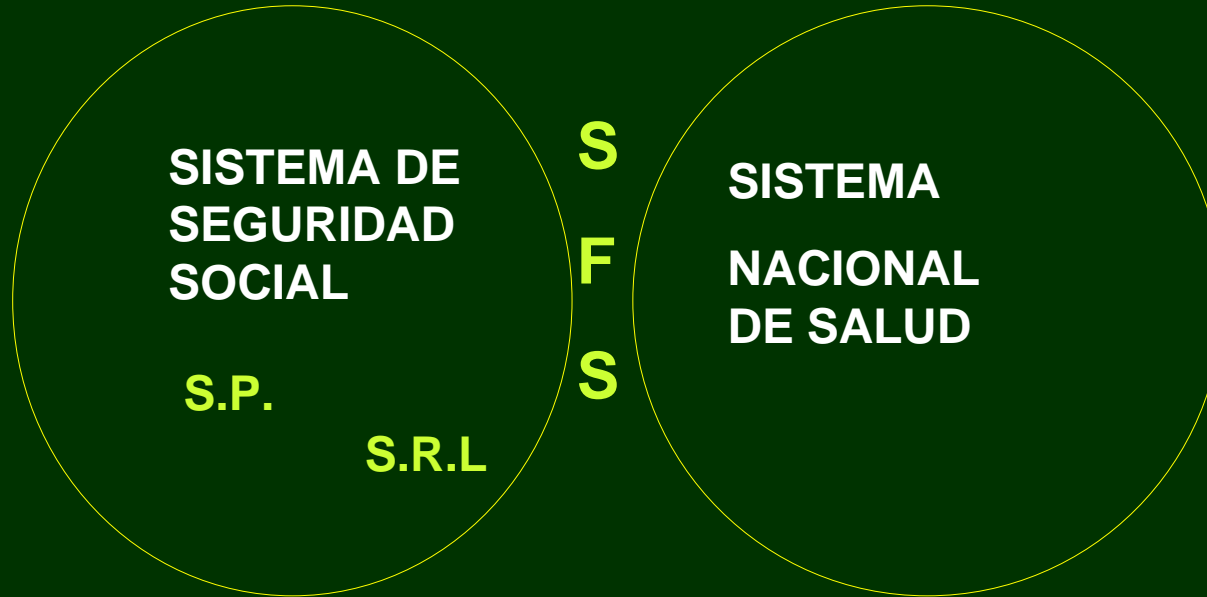 SISTEMA DE
SEGURIDAD
SOCIAL
S.P.
S.R.L
S
F
S
SISTEMA
NACIONAL
DE SALUD